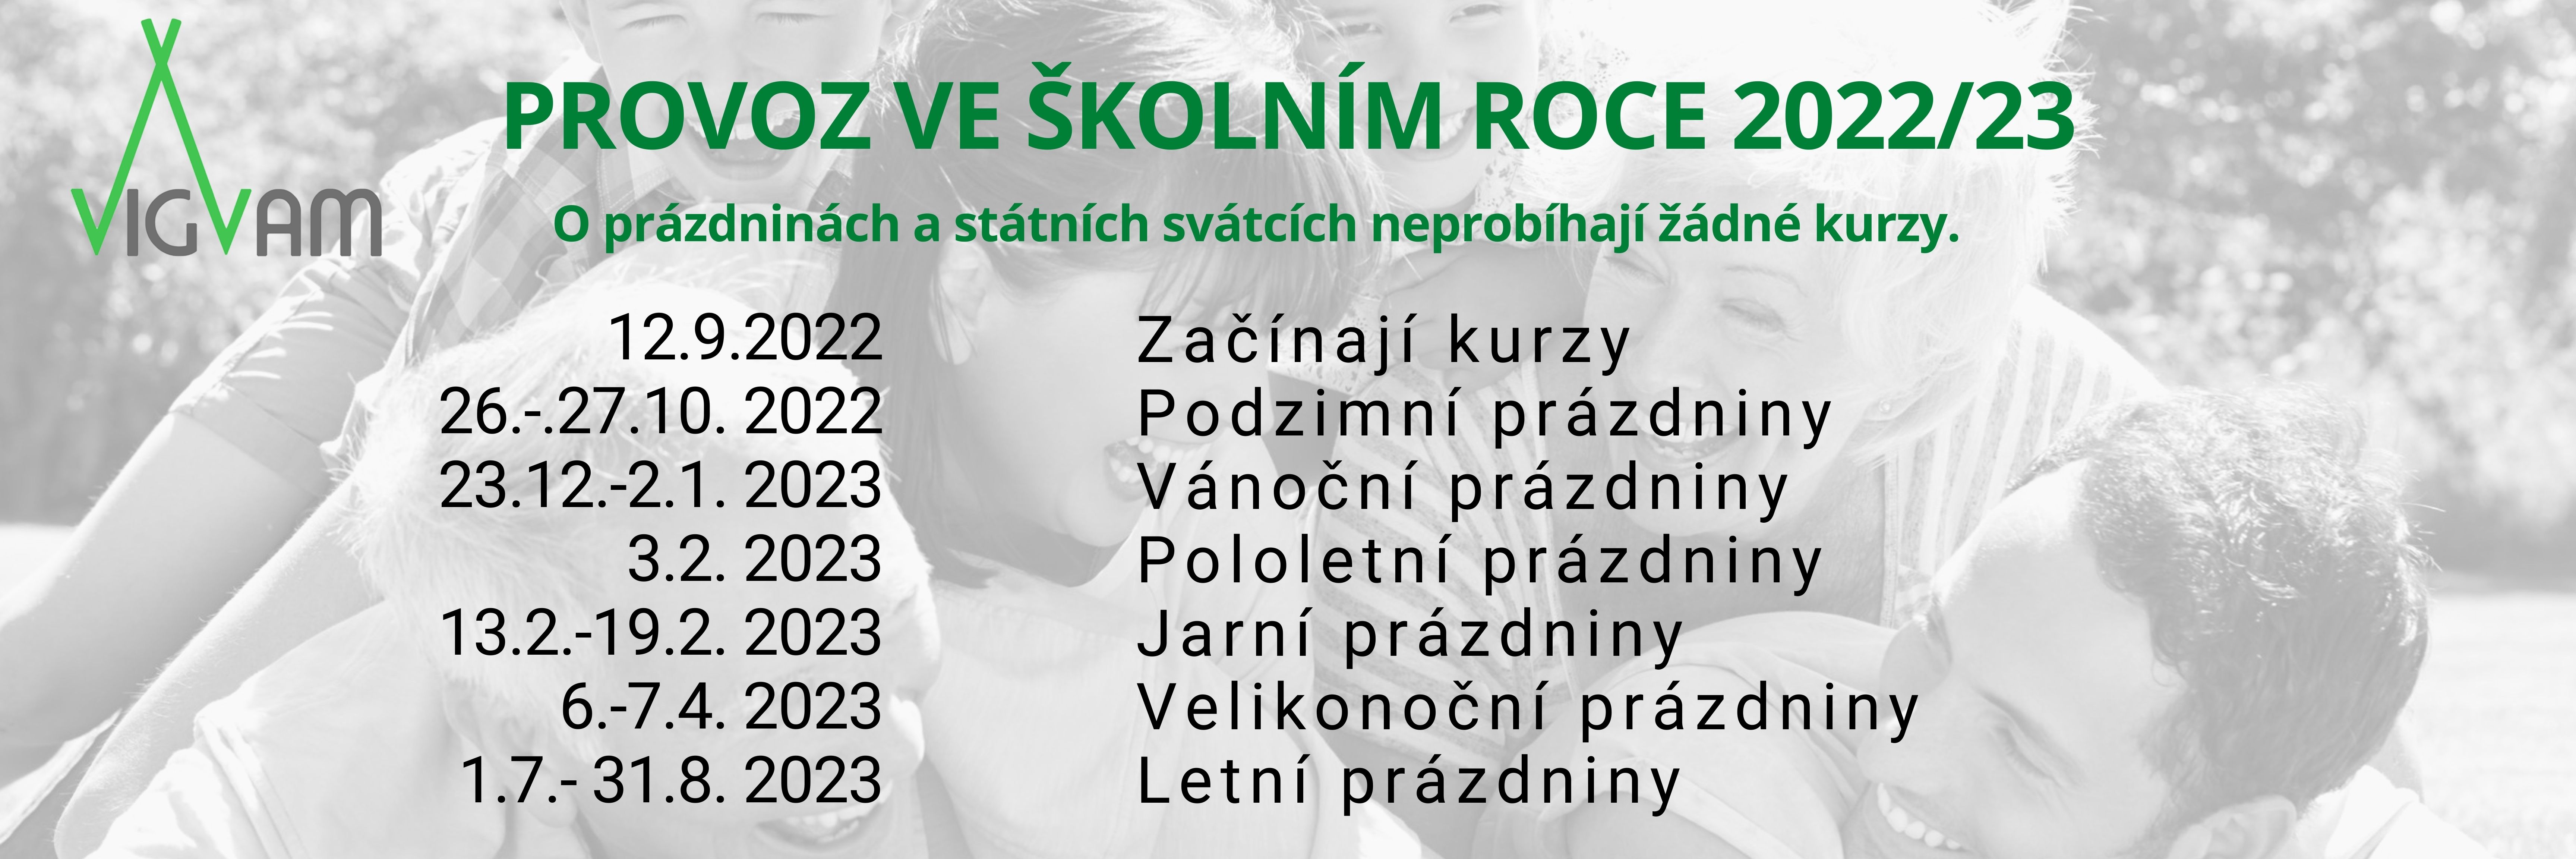 VIGVAM
PROVOZ VE ŠKOLNÍM ROCE 2022/23
O prázdninách a státních svátcích neprobíhají žádné kurzy.
12.9.2022 Začínají kurzy
26.-.27.10. 2022 Podzimní prázdniny
23.12.-2.1. 2023 Vánoční prázdniny
3.2. 2023 Pololetní prázdniny
13.2.-19.2. 2023 Jarní prázdniny
6.-7.4. 2023 Velikonoční prázdniny
1.7.- 31.8. 2023 Letní prázdniny